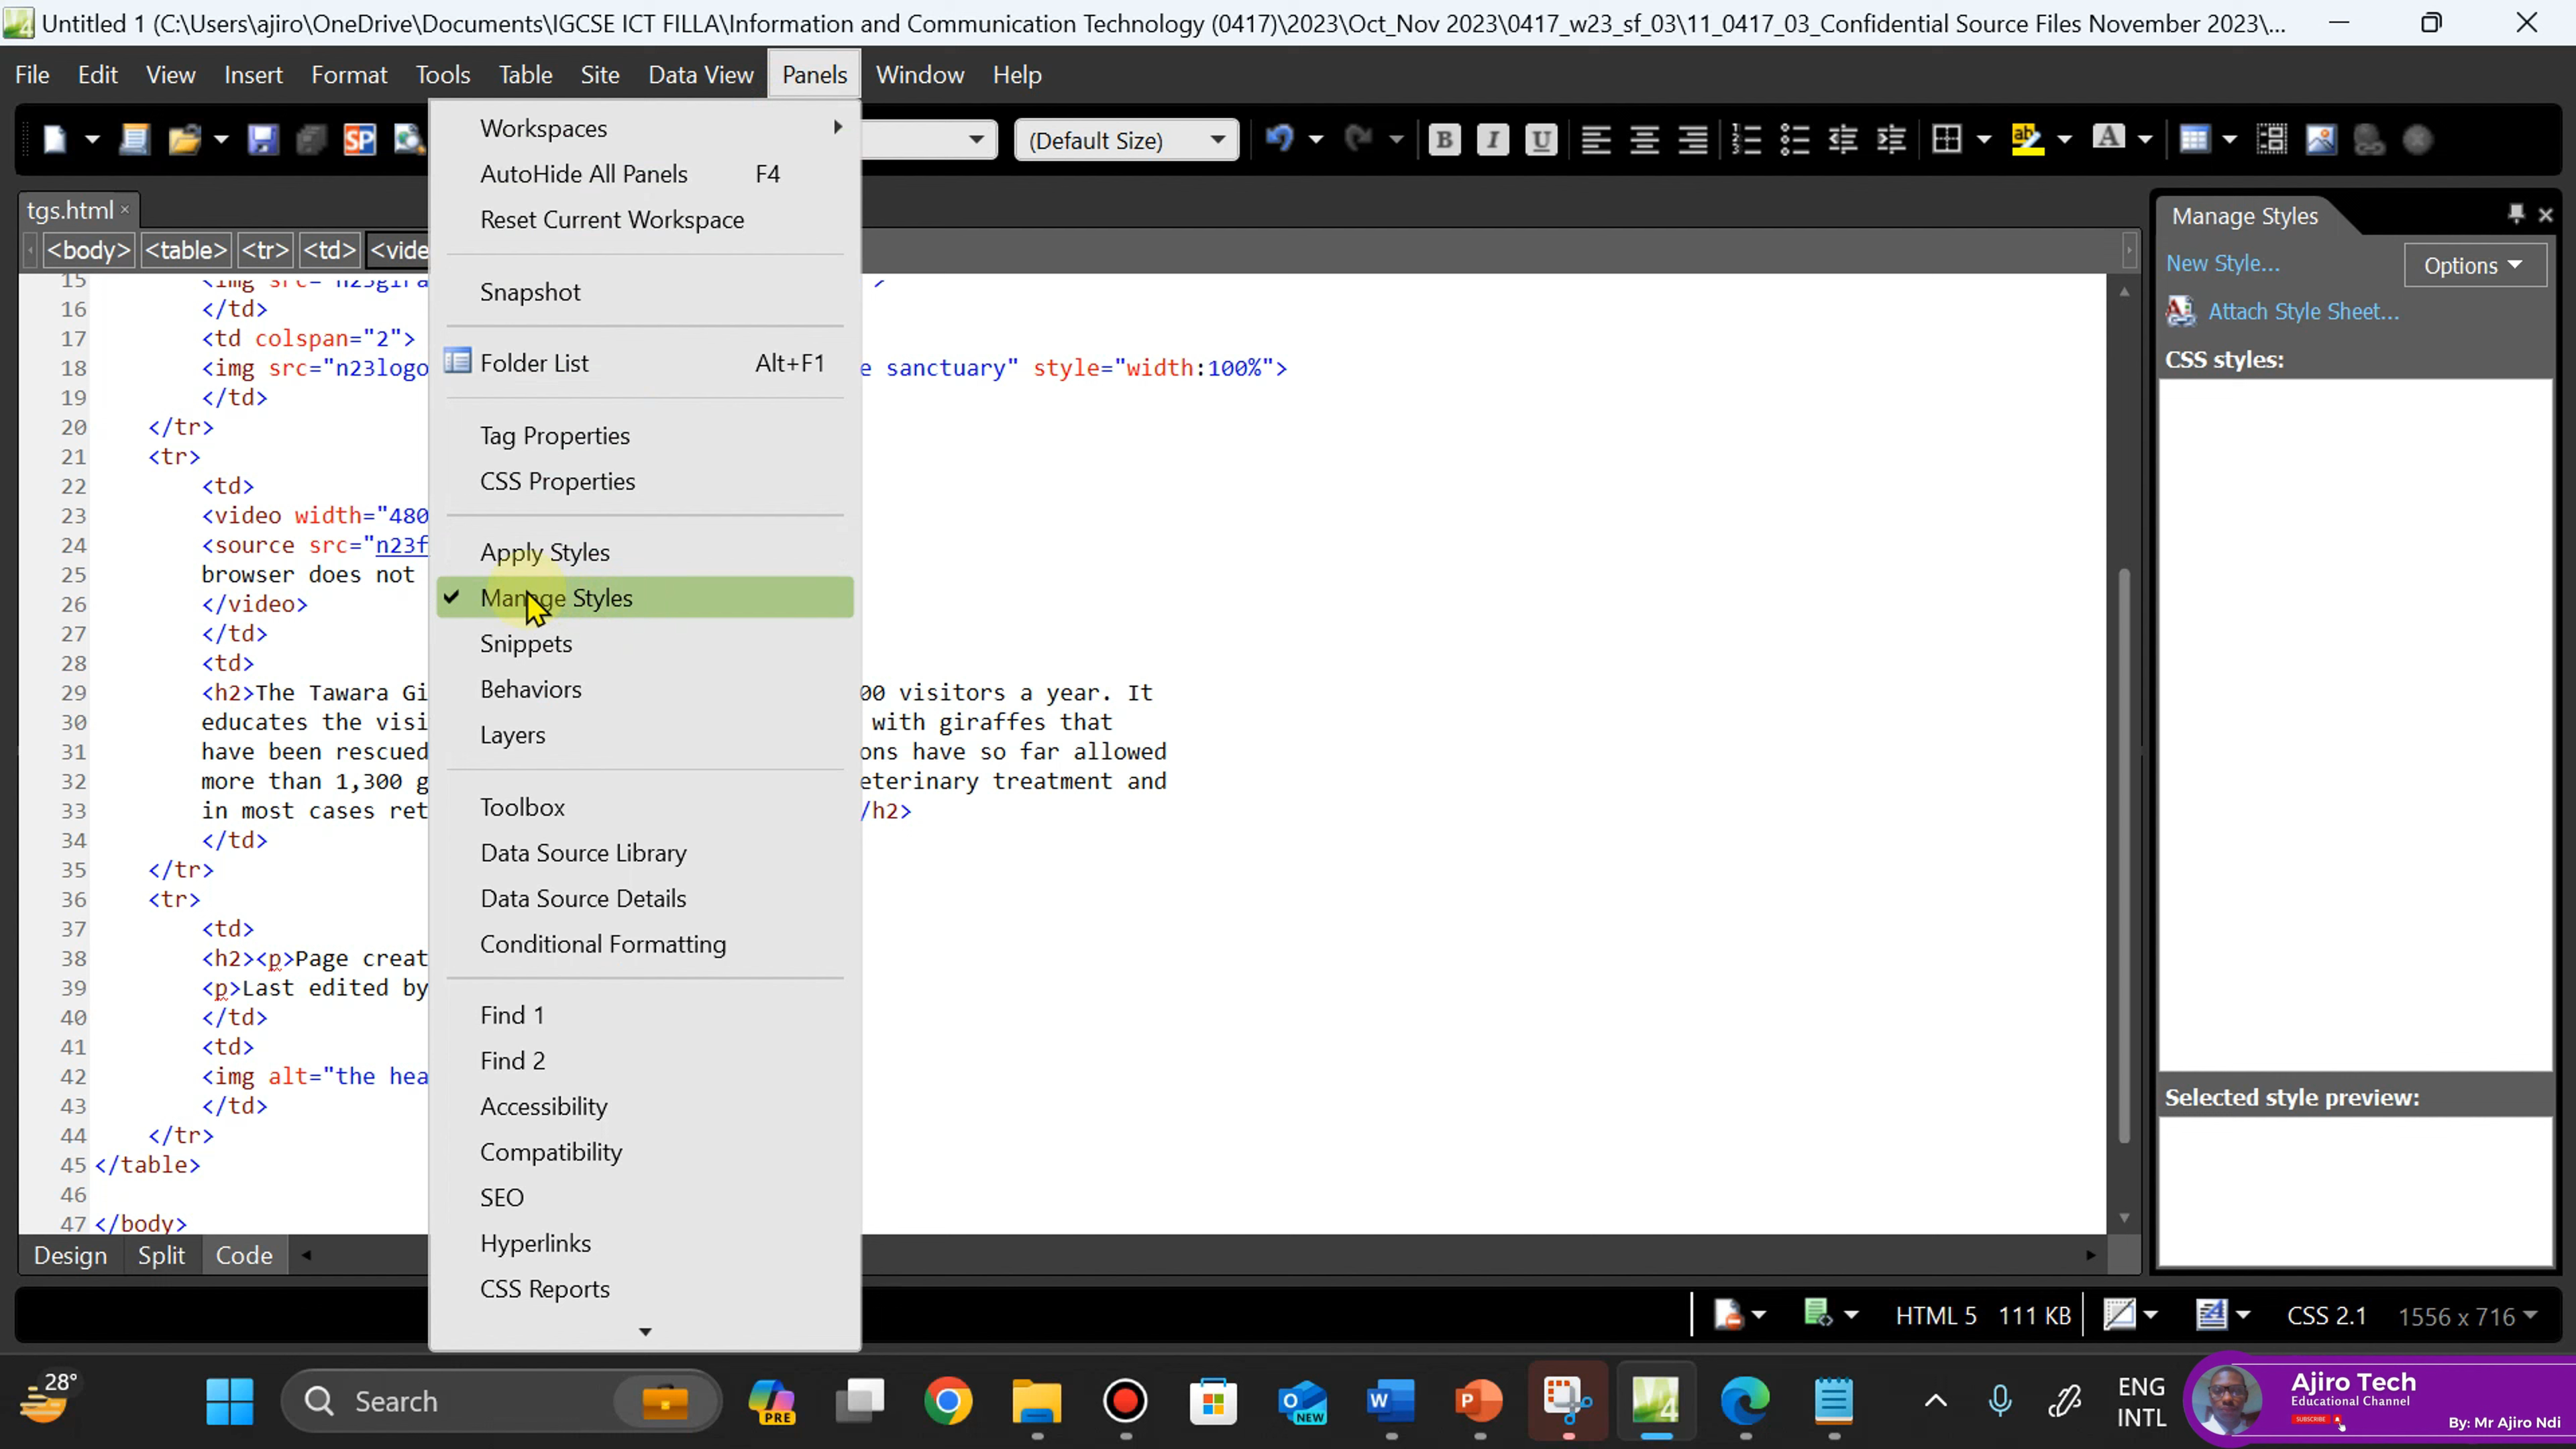 Untitled 1 (C:\Users\ajiro\OneDrive\Documents\IGCSE ICT FILLA\Information and Communication Technology (0417)\2023\Oct_Nov 2023\0417_w23_sf_03\11_0417_03_Confidential Source Files November 2023\...
File Edit View Insert Format Tools Table Site Data View Panels Window Help
(Default Size)
tgs.html
<body> <table> <tr> <td> <vide
Workspaces
AutoHide All Panels F4
Reset Current Workspace
Snapshot
Folder List Alt+F1
Tag Properties
CSS Properties
Apply Styles
Manage Styles
Snippets
Behaviors
Layers
Toolbox
Data Source Library
Data Source Details
Conditional Formatting
Find 1
Find 2
Accessibility
Compatibility
SEO
Hyperlinks
CSS Reports
15 <img src="n23gira
16 </td>
17 <td colspan="2">
18 <img src="n23logo e sanctuary" style="width:100%">
19 </td>
20 </tr>
21 <tr>
22 <td>
23 <video width="480
24 <source src="n23f
25 browser does not
26 </video>
27 </td>
28 <td>
29 <h2>The Tawara Gi 00 visitors a year. It
30 educates the visi with giraffes that
31 have been rescued ons have so far allowed
32 more than 1,300 g eterinary treatment and
33 in most cases ret /h2>
34 </td>
35 </tr>
36 <tr>
37 <td>
38 <h2><p>Page creat
39 <p>Last edited by
40 </td>
41 <td>
42 <img alt="the hea
43 </td>
44 </tr>
45 </table>
46
47 </body>
Design Split Code
Manage Styles
New Style...
Options
Attach Style Sheet...
CSS styles:
Selected style preview:
HTML 5 111 KB CSS 2.1 1556 x 716
28°
Search
PRE
NEW
ENG
INTL
Ajiro Tech
Educational Channel
SUBSCRIBE
By: Mr Ajiro Ndi